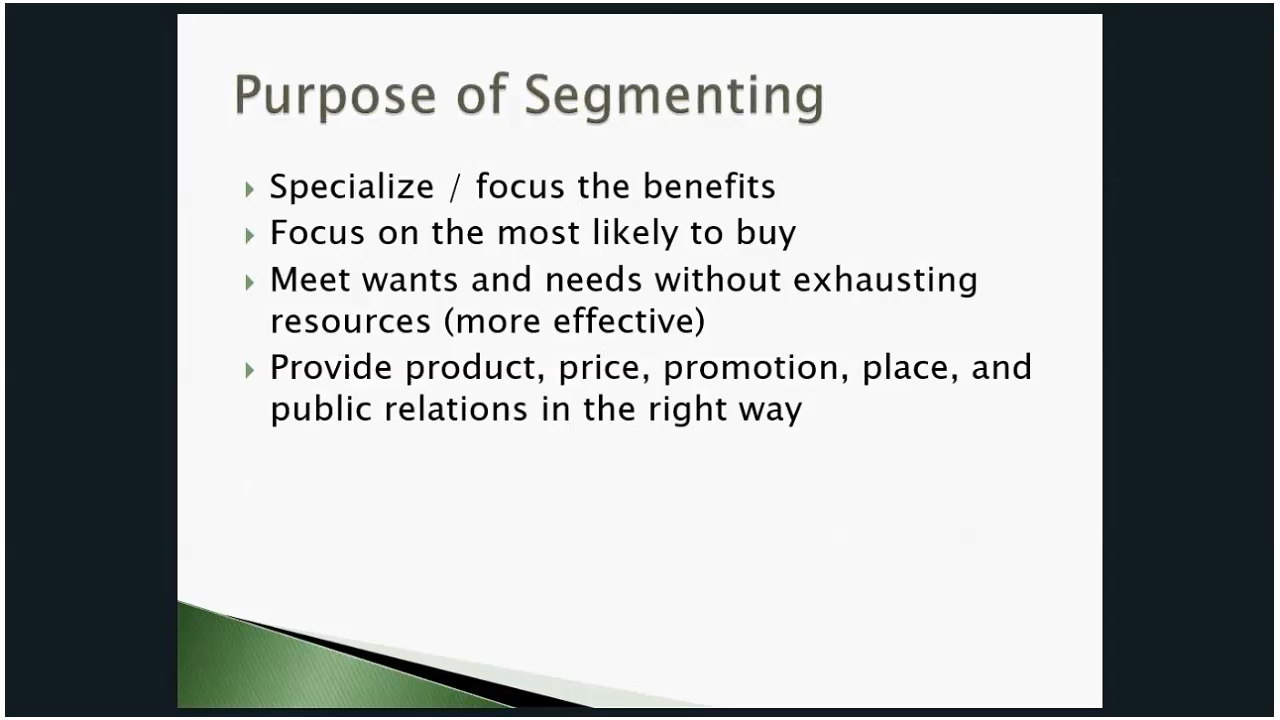 Purpose of Segmenting
Specialize / focus the benefits
Focus on the most likely to buy
Meet wants and needs without exhausting
resources (more effective)
Provide product, price, promotion, place, and
public relations in the right way